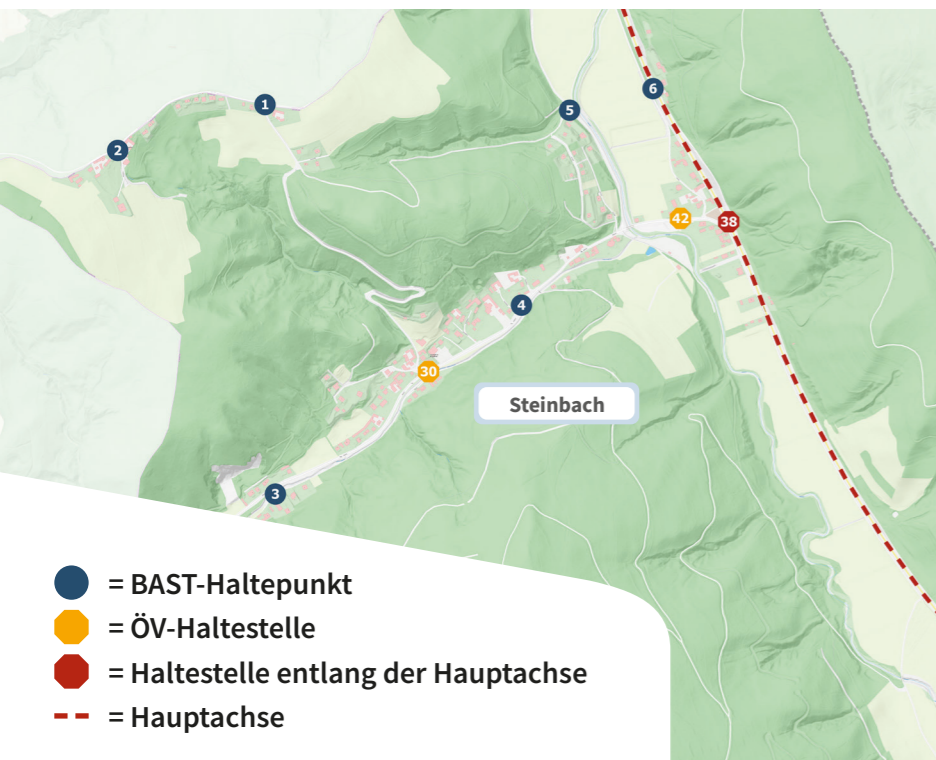 6
1
5
2
42
38
4
30
Steinbach
3
= BAST-Haltepunkt
= ÖV-Haltestelle
= Haltestelle entlang der Hauptachse
= Hauptachse